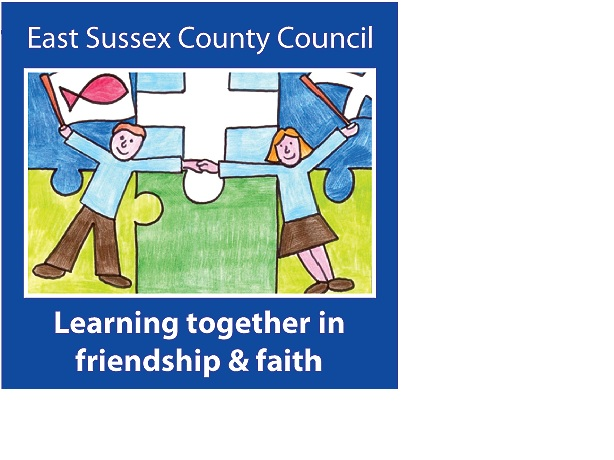 East Sussex County Council
Learning together in
friendship & faith